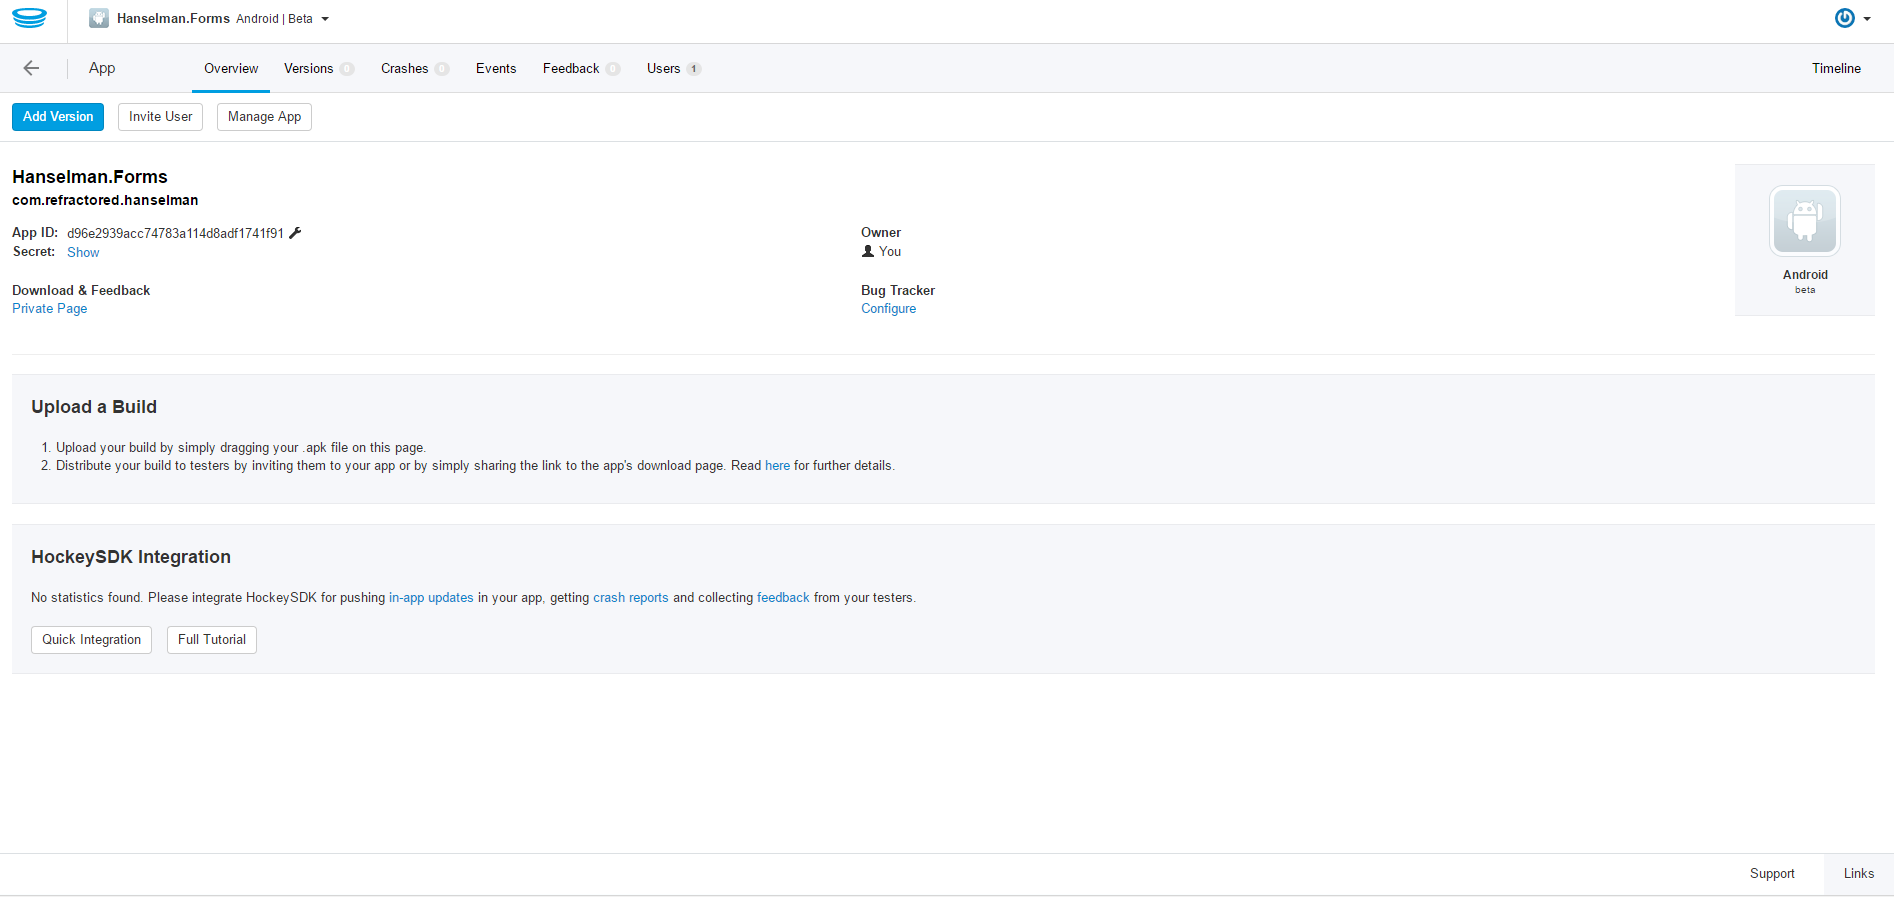 Hanselman.Forms Android | Beta
App Overview Versions 0 Crashes 0 Events Feedback 0 Users 1 Timeline
Add Version Invite User Manage App
Hanselman.Forms
com.refractored.hanselman
App ID: d96e2939acc74783a114d8adf1741f91
Secret: Show
Owner
You
Download & Feedback
Private Page
Bug Tracker
Configure
Android
beta
Upload a Build
1. Upload your build by simply dragging your .apk file on this page.
2. Distribute your build to testers by inviting them to your app or by simply sharing the link to the app's download page. Read here for further details.
HockeySDK Integration
No statistics found. Please integrate HockeySDK for pushing in-app updates in your app, getting crash reports and collecting feedback from your testers.
Quick Integration Full Tutorial
Support Links